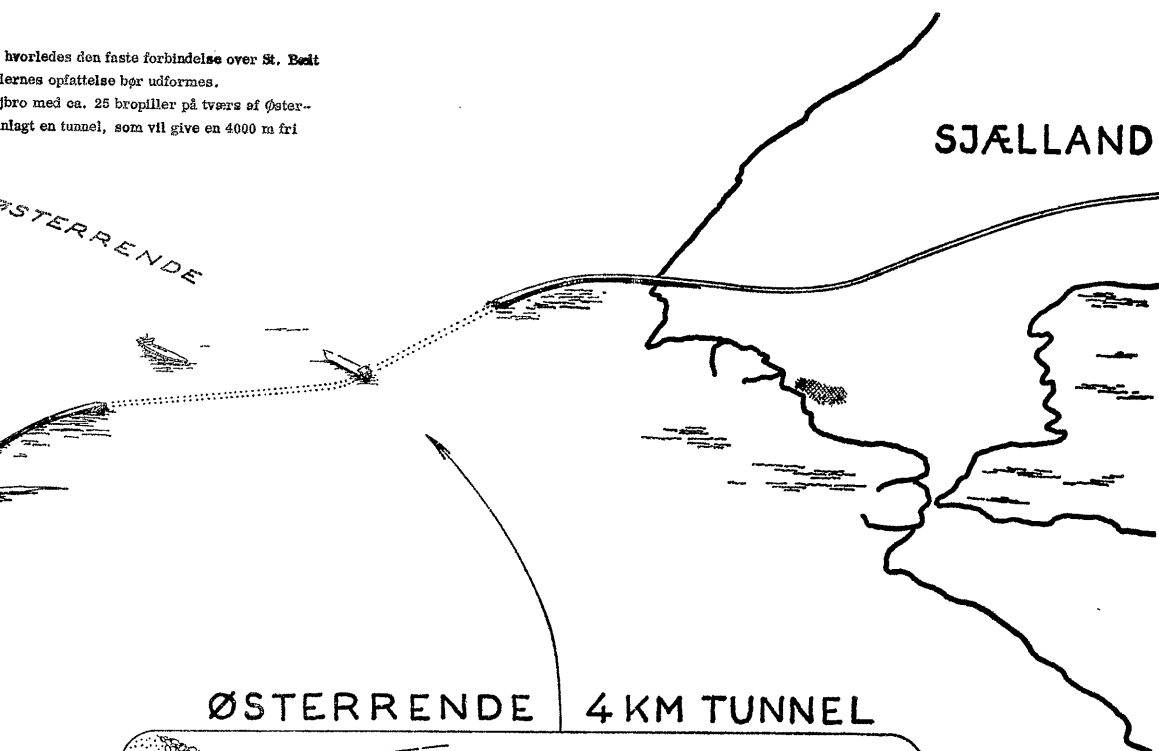 hvorledes den faste forbindelse over St. Bælt
lernes opfattelse bør udformes.
jbro med ca. 25 bropiller på tværs af Øster-
nlagt en tunnel, som vil give en 4000 m fri
SJÆLLAND
ØSTERRENDE
ØSTERRENDE
4 KM TUNNEL